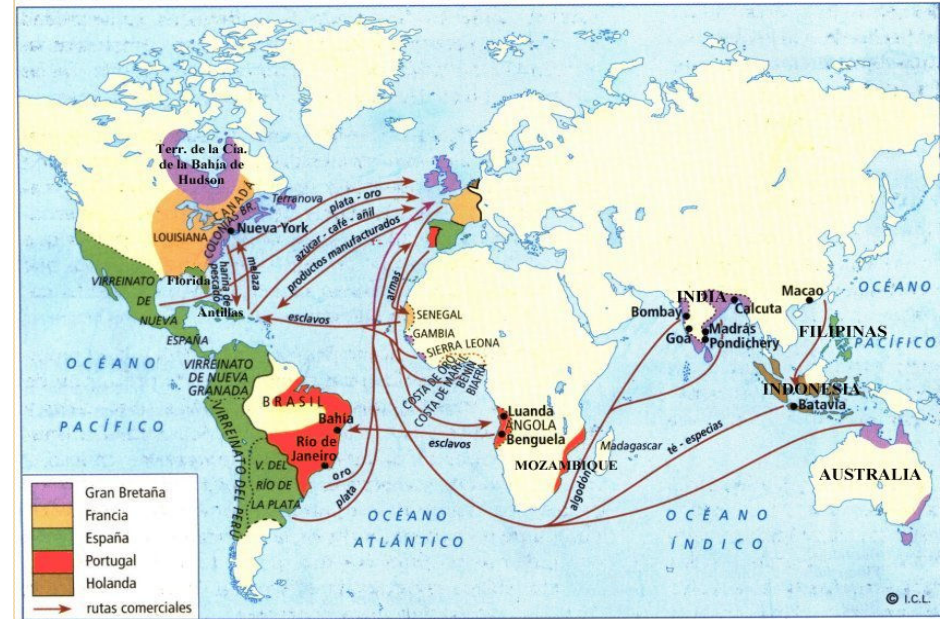 Terr. de la Cia.
de la Bahía de
Hudson
CANADÁ
COLONIAS BR.
Terranova
LOUISIANA
Nueva York
plata - oro
azúcar - café - añil
productos manufacturados
harina de
pescado
melaza
Florida
Antillas
VIRREINATO
DE
NUEVA
ESPAÑA
esclavos
armas
SENEGAL
GAMBIA
SIERRA LEONA
COSTA DE ORO
COSTA DE MARFIL
BENÍN
BIAFRA
OCÉANO
PACÍFICO
VIRREINATO
DE NUEVA
GRANADA
VIRREINATO DEL PERÚ
BRASIL
Bahía
Río de
Janeiro
V. DEL
RÍO DE
LA PLATA
oro
plata
esclavos
Luanda
ANGOLA
Benguela
MOZAMBIQUE
Madagascar
algodón
té - especias
OCÉANO
ATLÁNTICO
OCÉANO
ÍNDICO
INDIA
Bombay
Goa
Calcuta
Madrás
Pondichery
Macao
OCÉANO
PACÍFICO
FILIPINAS
INDONESIA
Batavia
AUSTRALIA
Gran Bretaña
Francia
España
Portugal
Holanda
rutas comerciales
© I.C.L.